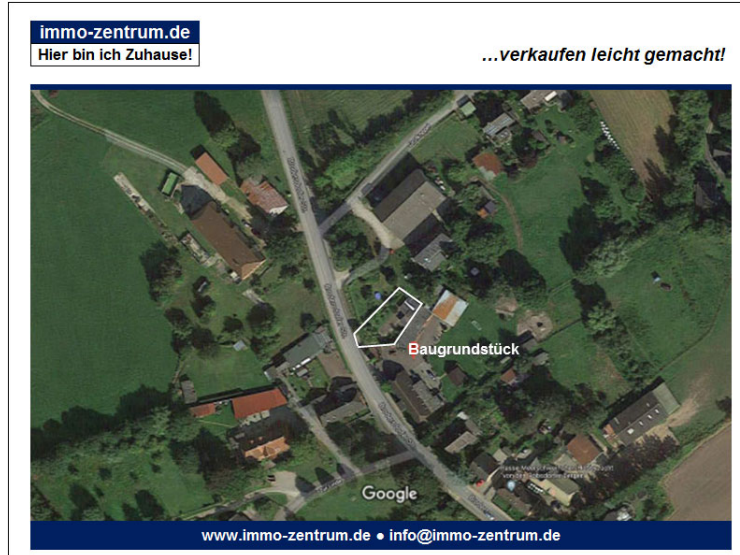 immo-zentrum.de
Hier bin ich Zuhause!
...verkaufen leicht gemacht!
Baugrundstück
Google
www.immo-zentrum.de ● info@immo-zentrum.de